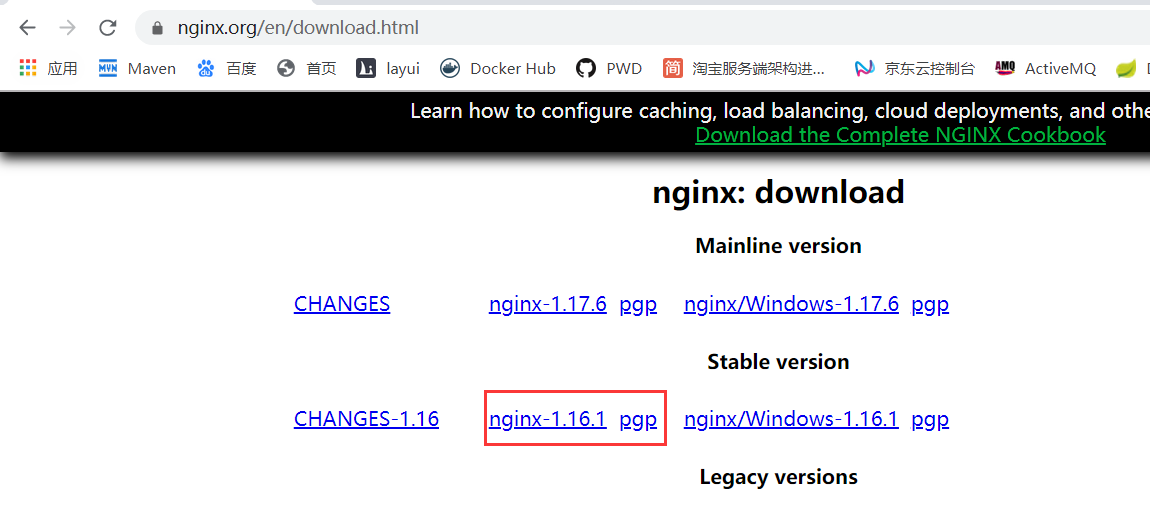 nginx.org/en/download.html
应用 Maven 百度 首页 layui Docker Hub PWD 简 淘宝服务端架构进... 京东云控制台 AMQ ActiveMQ
Learn how to configure caching, load balancing, cloud deployments, and othe
Download the Complete NGINX Cookbook
nginx: download
Mainline version
CHANGES nginx-1.17.6 pgp nginx/Windows-1.17.6 pgp
Stable version
CHANGES-1.16 nginx-1.16.1 pgp nginx/Windows-1.16.1 pgp
Legacy versions